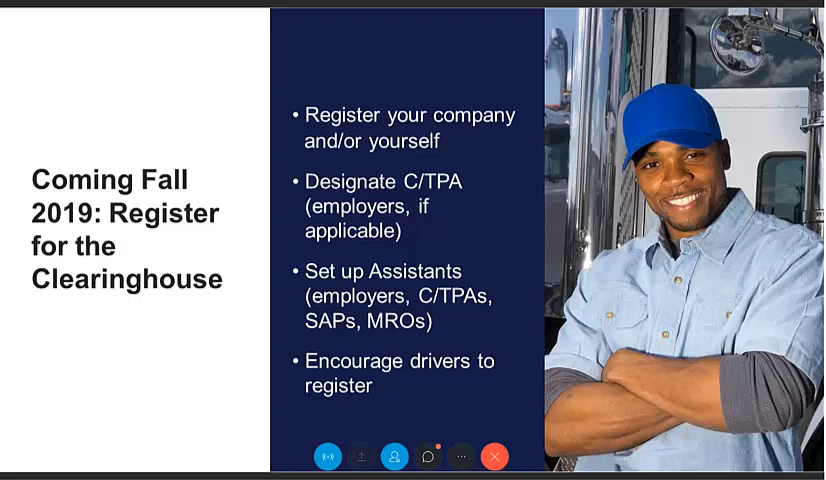 Coming Fall
2019: Register
for the
Clearinghouse
• Register your company
and/or yourself
• Designate C/TPA
(employers, if
applicable)
• Set up Assistants
(employers, C/TPAs,
SAPs, MROs)
• Encourage drivers to
register